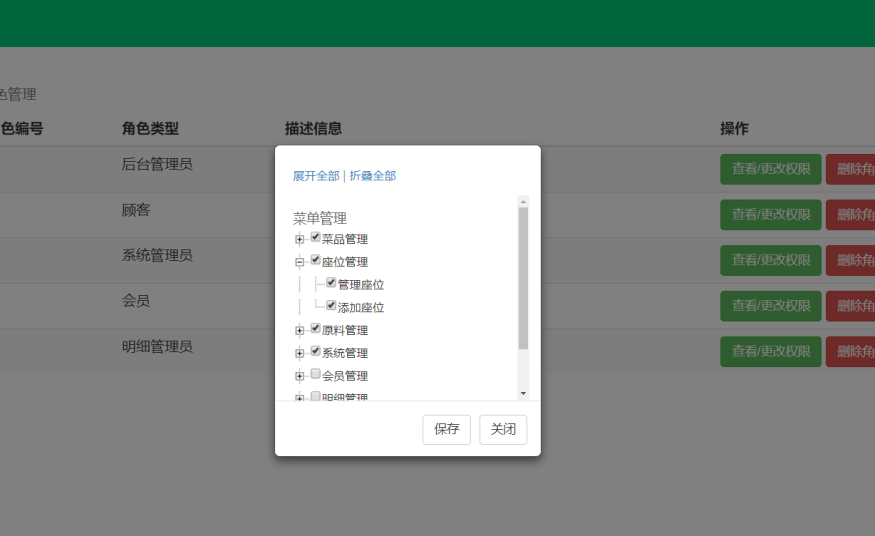 色管理
色编号 角色类型 描述信息 操作
后台管理员 查看/更改权限 删除角
顾客 查看/更改权限 删除角
系统管理员 查看/更改权限 删除角
会员 查看/更改权限 删除角
明细管理员 查看/更改权限 删除角
展开全部 | 折叠全部
菜单管理
菜品管理
座位管理
管理座位
添加座位
原料管理
系统管理
会员管理
明细管理
保存 关闭